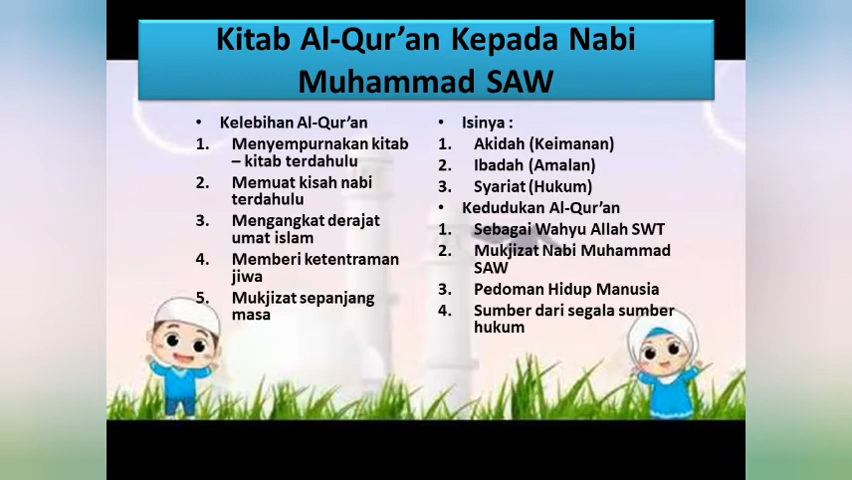 Kitab Al-Qur’an Kepada Nabi
Muhammad SAW
• Kelebihan Al-Qur’an
1. Menyempurnakan kitab
– kitab terdahulu
2. Memuat kisah nabi
terdahulu
3. Mengangkat derajat
umat islam
4. Memberi ketentraman
jiwa
5. Mukjizat sepanjang
masa
• Isinya :
1. Akidah (Keimanan)
2. Ibadah (Amalan)
3. Syariat (Hukum)
• Kedudukan Al-Qur’an
1. Sebagai Wahyu Allah SWT
2. Mukjizat Nabi Muhammad
SAW
3. Pedoman Hidup Manusia
4. Sumber dari segala sumber
hukum